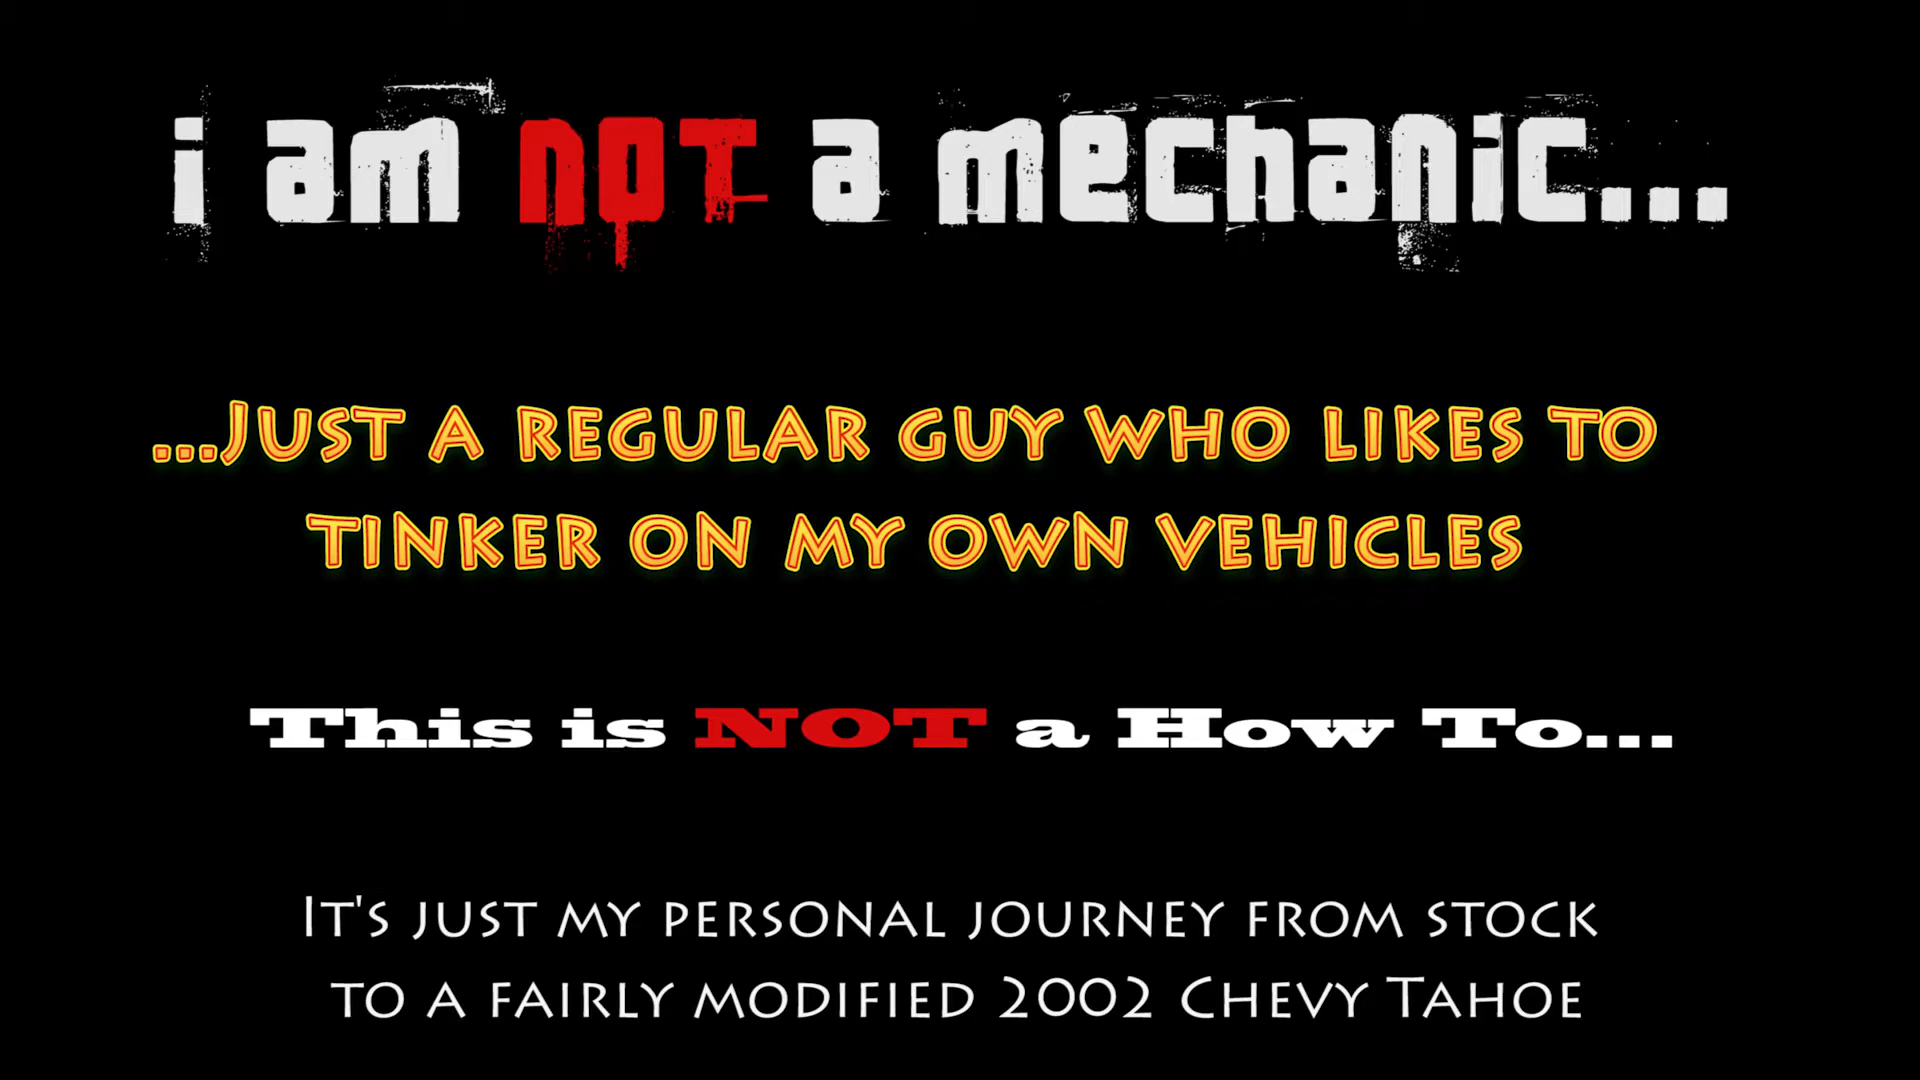 i am not a mechanic...
...Just a regular guy who likes to
tinker on my own vehicles
This is NOT a How To...
It's just my personal journey from stock
to a fairly modified 2002 Chevy Tahoe